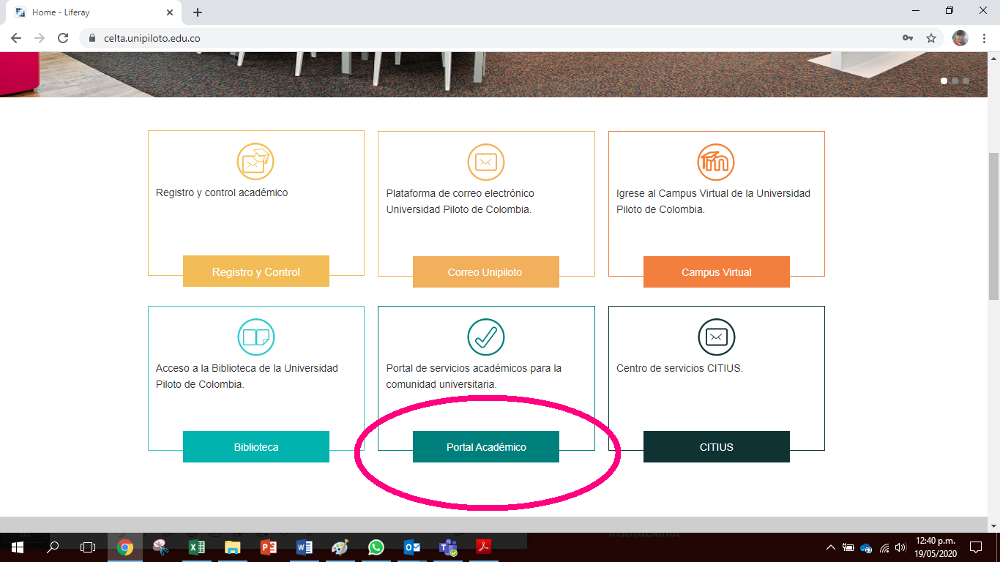 Home - Liferay
celta.unipiloto.edu.co
Registro y control académico
Registro y Control
Plataforma de correo electrónico
Universidad Piloto de Colombia.
Correo Unipiloto
Igrese al Campus Virtual de la Universidad
Piloto de Colombia.
Campus Virtual
Acceso a la Biblioteca de la Universidad
Piloto de Colombia.
Biblioteca
Portal de servicios académicos para la
comunidad universitaria.
Portal Académico
Centro de servicios CITIUS.
CITIUS
Institucional
12:40 p.m.
19/05/2020